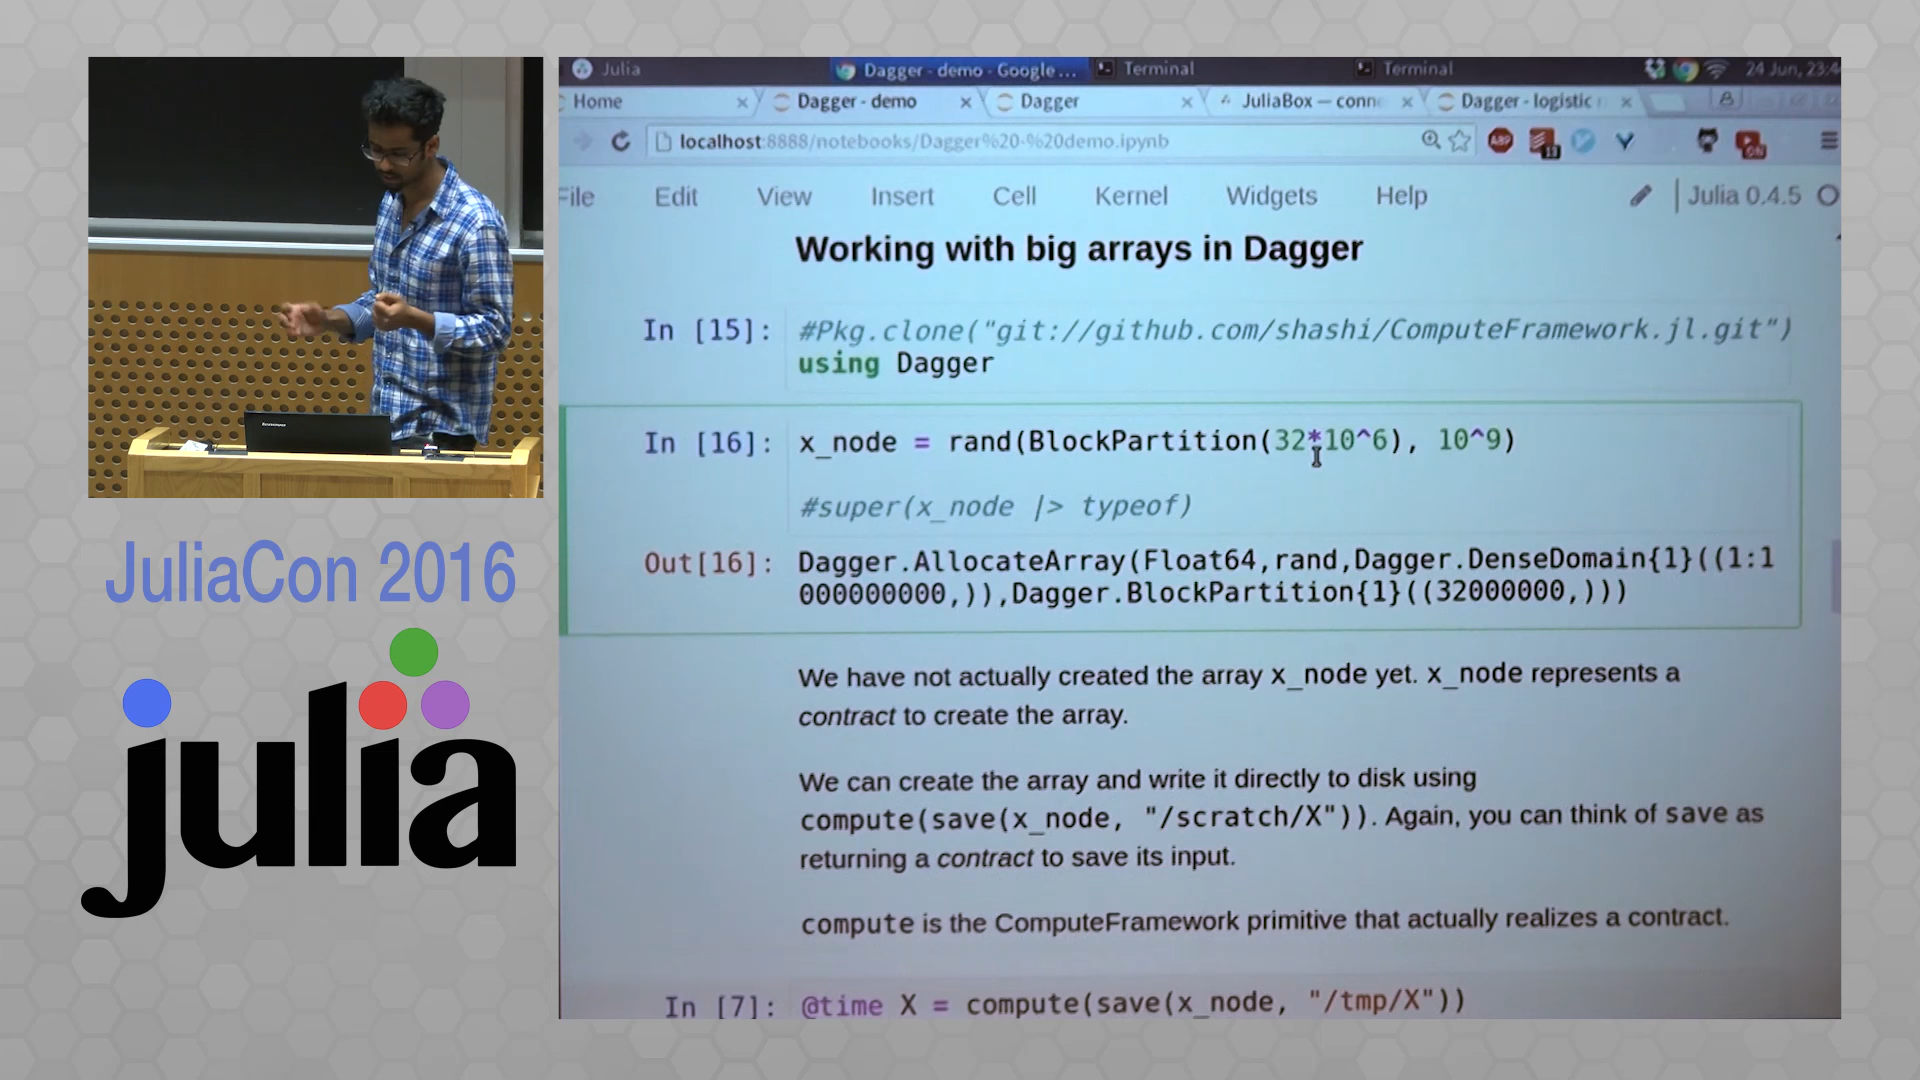 Julia
Dagger - demo - Google ...
Terminal
Terminal
24 Jun, 23:4
Home
Dagger - demo
Dagger
JuliaBox — conn
Dagger - logistic
localhost:8888/notebooks/Dagger%20-%20demo.ipynb
ABP
13
File Edit View Insert Cell Kernel Widgets Help
Julia 0.4.5
Working with big arrays in Dagger
In [15]: #Pkg.clone("git://github.com/shashi/ComputeFramework.jl.git")
using Dagger
In [16]: x_node = rand(BlockPartition(32*10^6), 10^9)
#super(x_node |> typeof)
Out[16]: Dagger.AllocateArray(Float64,rand,Dagger.DenseDomain{1}((1:1
000000000,)),Dagger.BlockPartition{1}((32000000,)))
We have not actually created the array x_node yet. x_node represents a
contract to create the array.
We can create the array and write it directly to disk using
compute(save(x_node, "/scratch/X")). Again, you can think of save as
returning a contract to save its input.
compute is the ComputeFramework primitive that actually realizes a contract.
In [7]: @time X = compute(save(x_node, "/tmp/X"))
JuliaCon 2016
julia